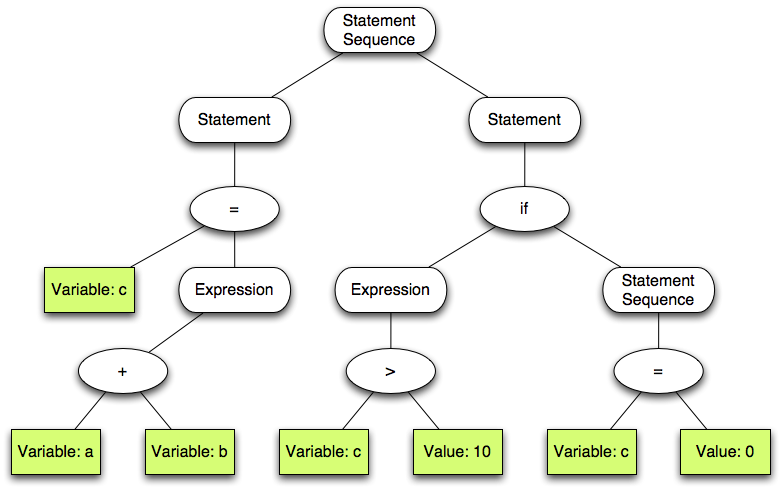 Statement
Sequence
Statement
Statement
=
if
Variable: c
Expression
Expression
Statement
Sequence
+
>
=
Variable: a
Variable: b
Variable: c
Value: 10
Variable: c
Value: 0